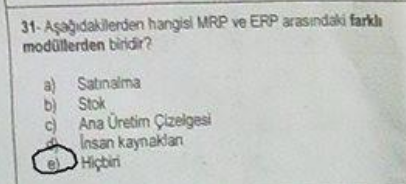 31- Aşağıdakilerden hangisi MRP ve ERP arasındaki farklı
modüllerden biridir?
a) Satınalma
b) Stok
c) Ana Üretim Çizelgesi
d) İnsan kaynakları
e) Hiçbiri